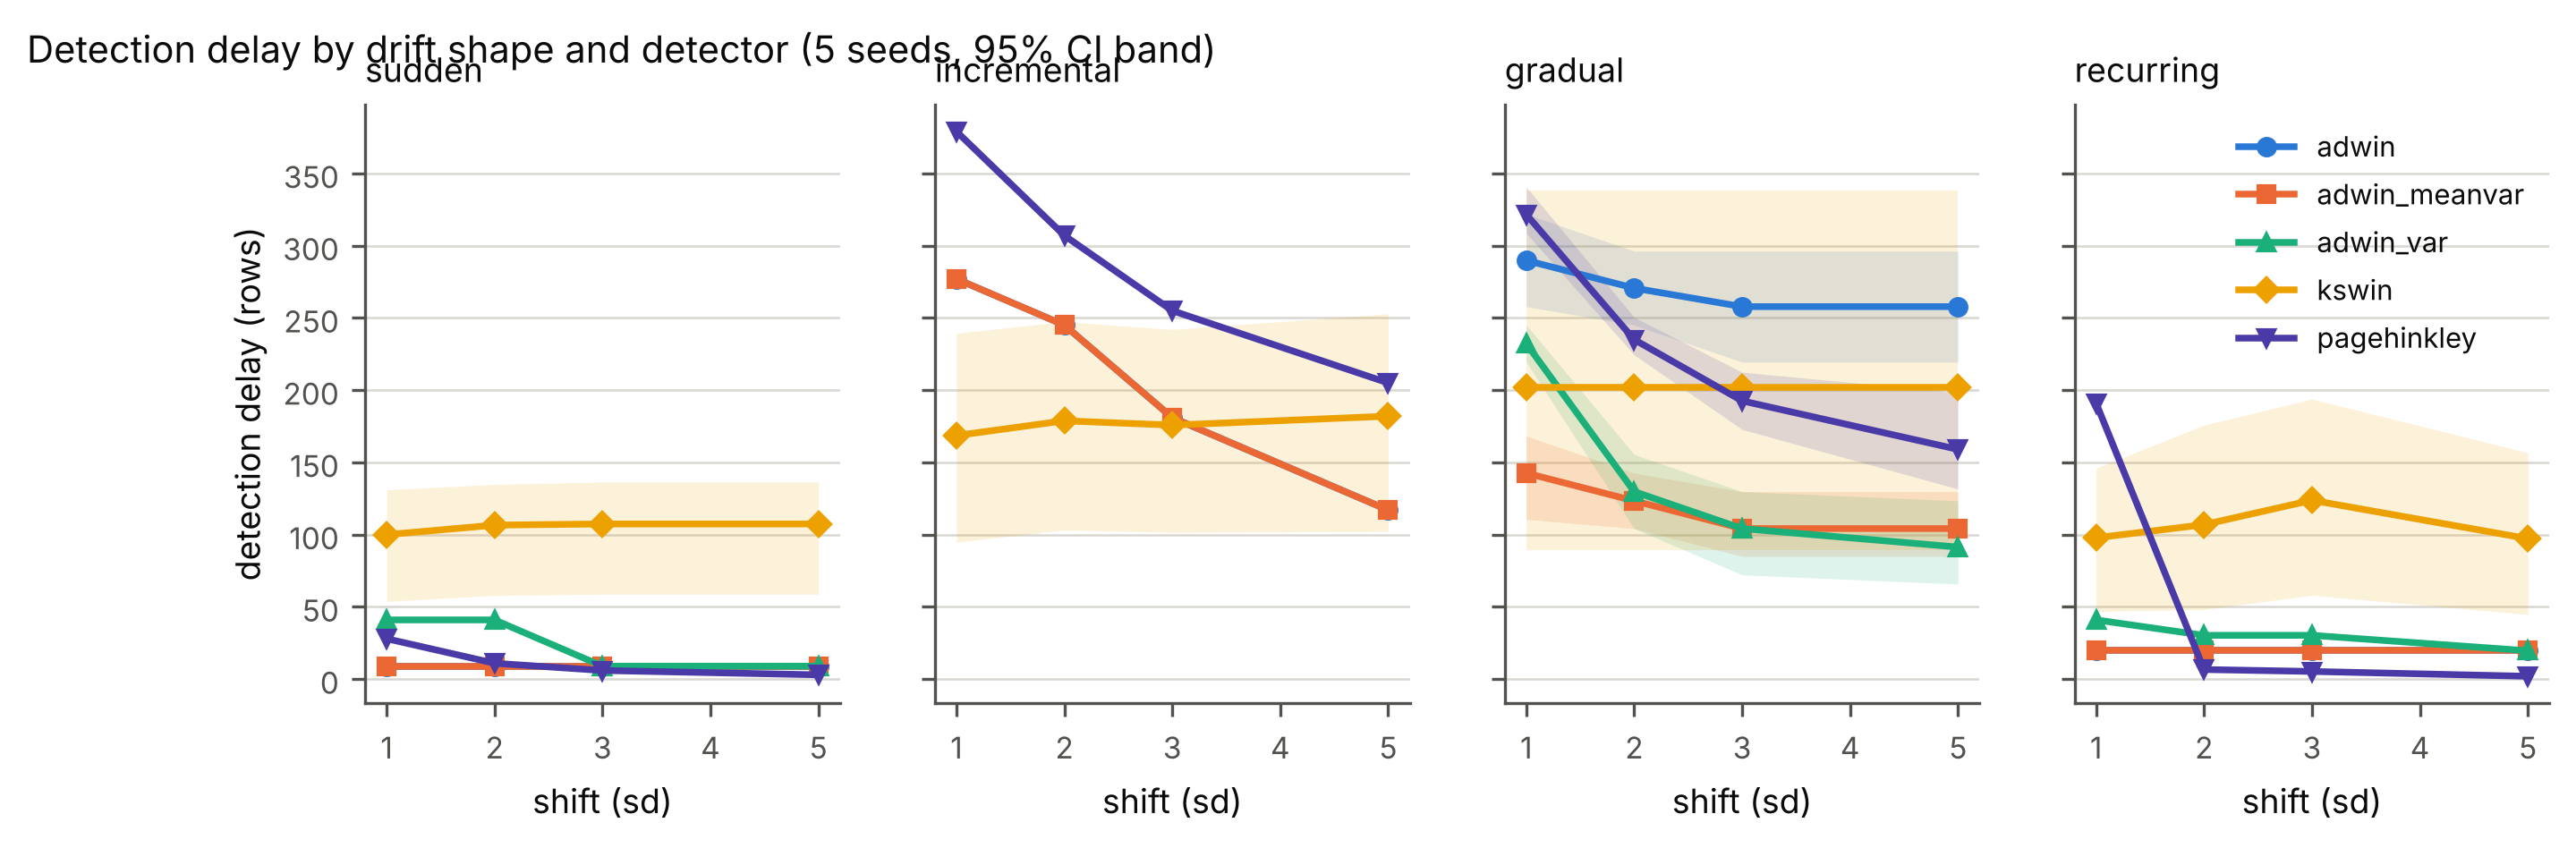 Detection delay by drift shape and detector (5 seeds, 95% CI band)
sudden
incremental
gradual
recurring
detection delay (rows)
350
300
250
200
150
100
50
0
adwin
adwin_meanvar
adwin_var
kswin
pagehinkley
1 2 3 4 5
1 2 3 4 5
1 2 3 4 5
1 2 3 4 5
shift (sd)
shift (sd)
shift (sd)
shift (sd)